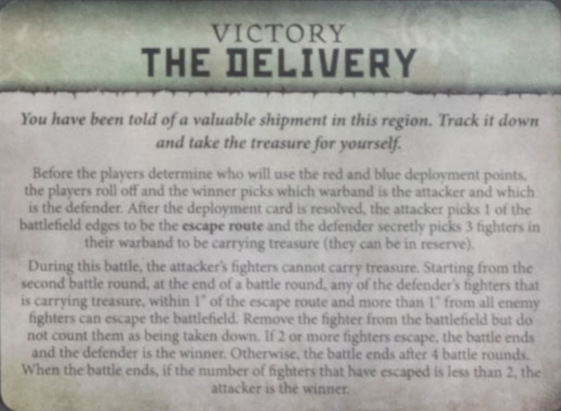 VICTORY
THE DELIVERY
You have been told of a valuable shipment in this region. Track it down
and take the treasure for yourself.
Before the players determine who will use the red and blue deployment points,
the players roll off and the winner picks which warband is the attacker and which
is the defender. After the deployment card is resolved, the attacker picks 1 of the
battlefield edges to be the escape route and the defender secretly picks 3 fighters in
their warband to be carrying treasure (they can be in reserve).
During this battle, the attacker's fighters cannot carry treasure. Starting from the
second battle round, at the end of a battle round, any of the defender's fighters that
is carrying treasure, within 1" of the escape route and more than 1" from all enemy
fighters can escape the battlefield. Remove the fighter from the battlefield but do
not count them as being taken down. If 2 or more fighters escape, the battle ends
and the defender is the winner. Otherwise, the battle ends after 4 battle rounds.
When the battle ends, if the number of fighters that have escaped is less than 2, the
attacker is the winner.